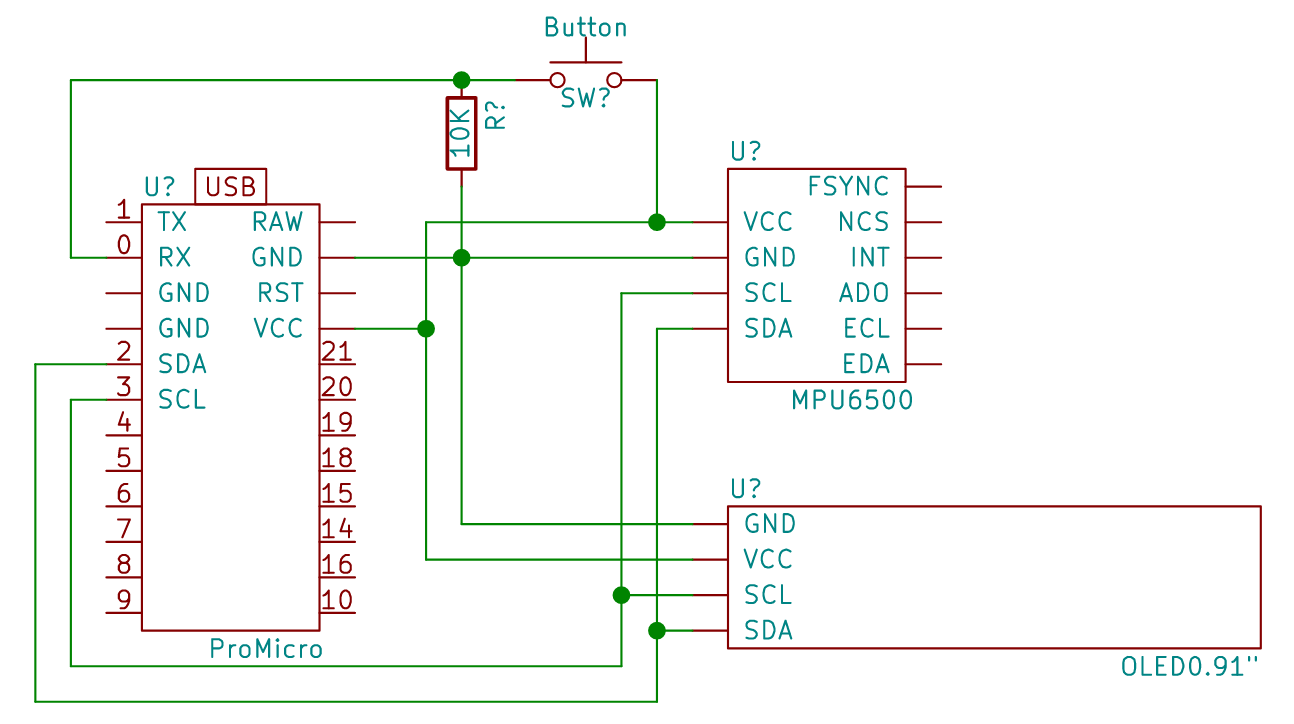 Button
SW?
10K
R?
U?
USB
1 TX RAW
0 RX GND
GND RST
GND VCC
2 SDA 21
3 SCL 20
4 19
5 18
6 15
7 14
8 16
9 10
ProMicro
U?
FSYNC
VCC NCS
GND INT
SCL ADO
SDA ECL
EDA
MPU6500
U?
GND
VCC
SCL
SDA
OLED0.91"